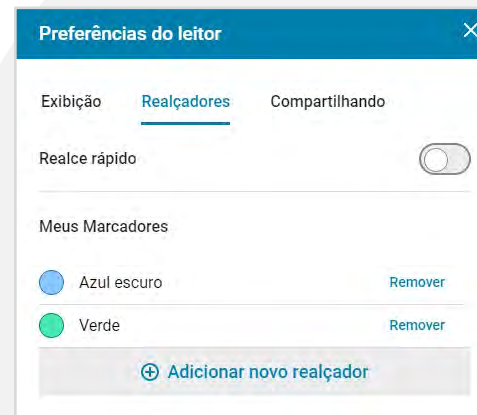 Preferências do leitor
Exibição Realçadores Compartilhando
Realce rápido
Meus Marcadores
Azul escuro Remover
Verde Remover
Adicionar novo realçador